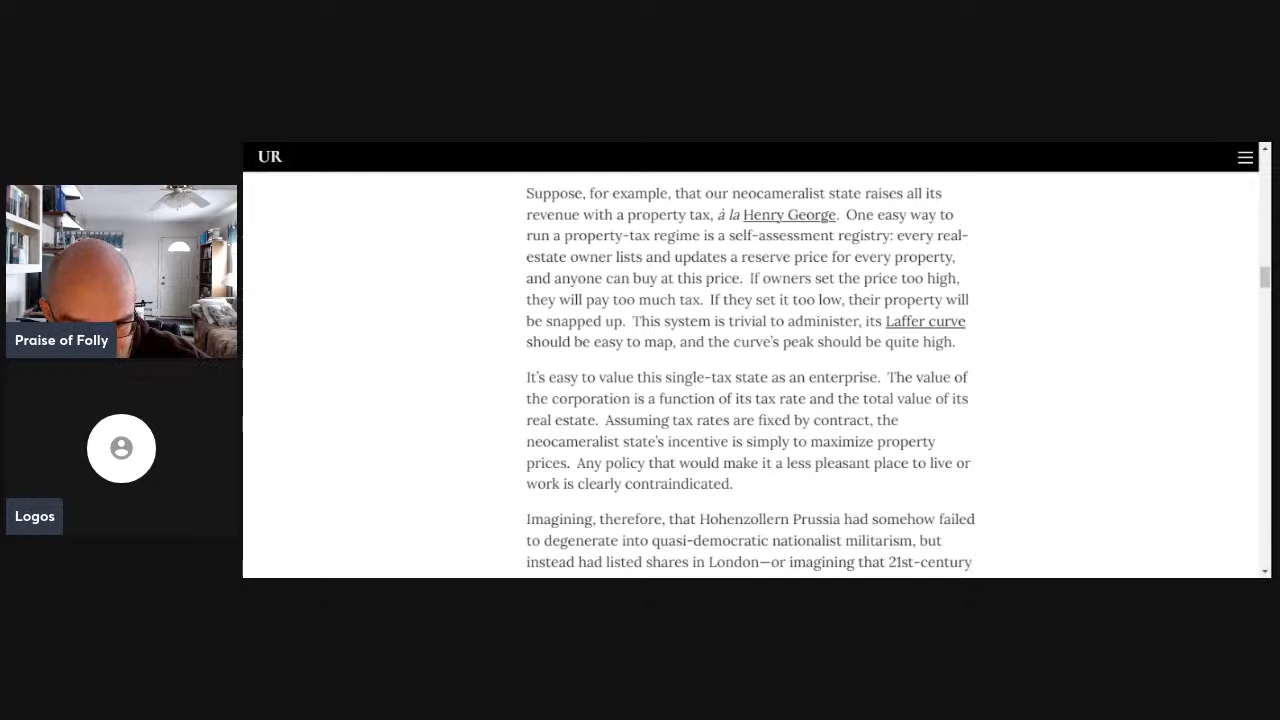 UR
Suppose, for example, that our neocameralist state raises all its
revenue with a property tax, à la Henry George.  One easy way to
run a property-tax regime is a self-assessment registry: every real-
estate owner lists and updates a reserve price for every property,
and anyone can buy at this price.  If owners set the price too high,
they will pay too much tax.  If they set it too low, their property will
be snapped up.  This system is trivial to administer, its Laffer curve
should be easy to map, and the curve’s peak should be quite high.
It’s easy to value this single-tax state as an enterprise.  The value of
the corporation is a function of its tax rate and the total value of its
real estate.  Assuming tax rates are fixed by contract, the
neocameralist state’s incentive is simply to maximize property
prices.  Any policy that would make it a less pleasant place to live or
work is clearly contraindicated.
Imagining, therefore, that Hohenzollern Prussia had somehow failed
to degenerate into quasi-democratic nationalist militarism, but
instead had listed shares in London—or imagining that 21st-century
Praise of Folly
Logos